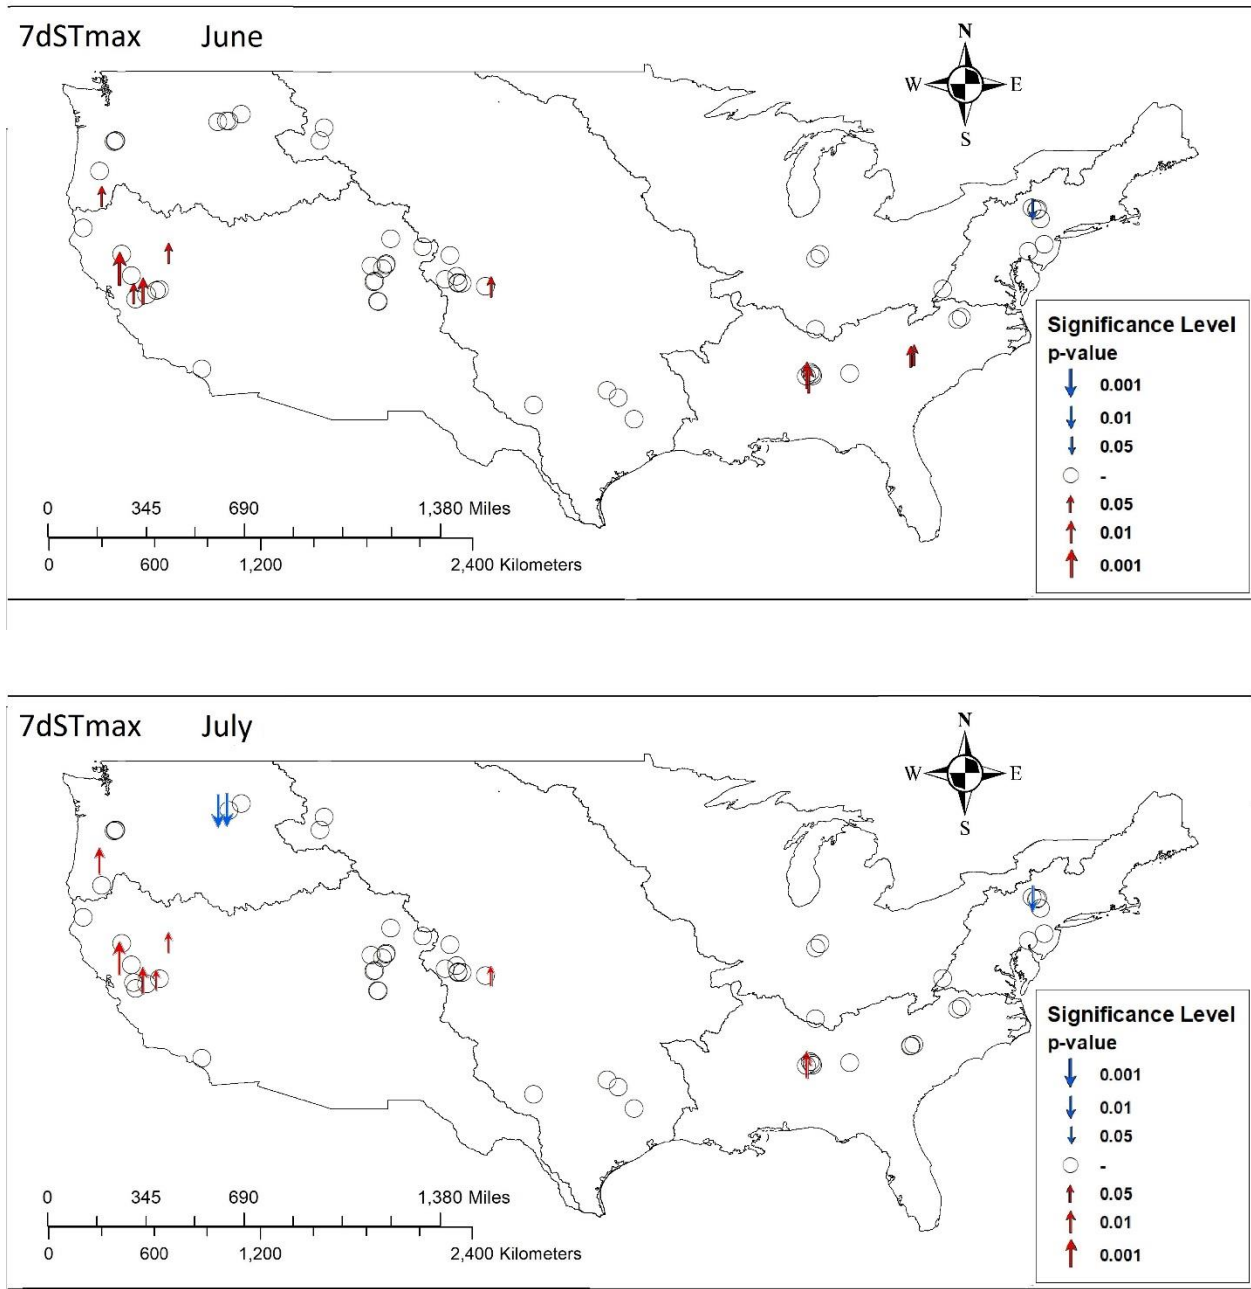 7dSTmax June
N
W E
S
Significance Level
p-value
0.001
0.01
0.05
-
0.05
0.01
0.001
0 345 690 1,380 Miles
0 600 1,200 2,400 Kilometers
7dSTmax July
N
W E
S
Significance Level
p-value
0.001
0.01
0.05
-
0.05
0.01
0.001
0 345 690 1,380 Miles
0 600 1,200 2,400 Kilometers